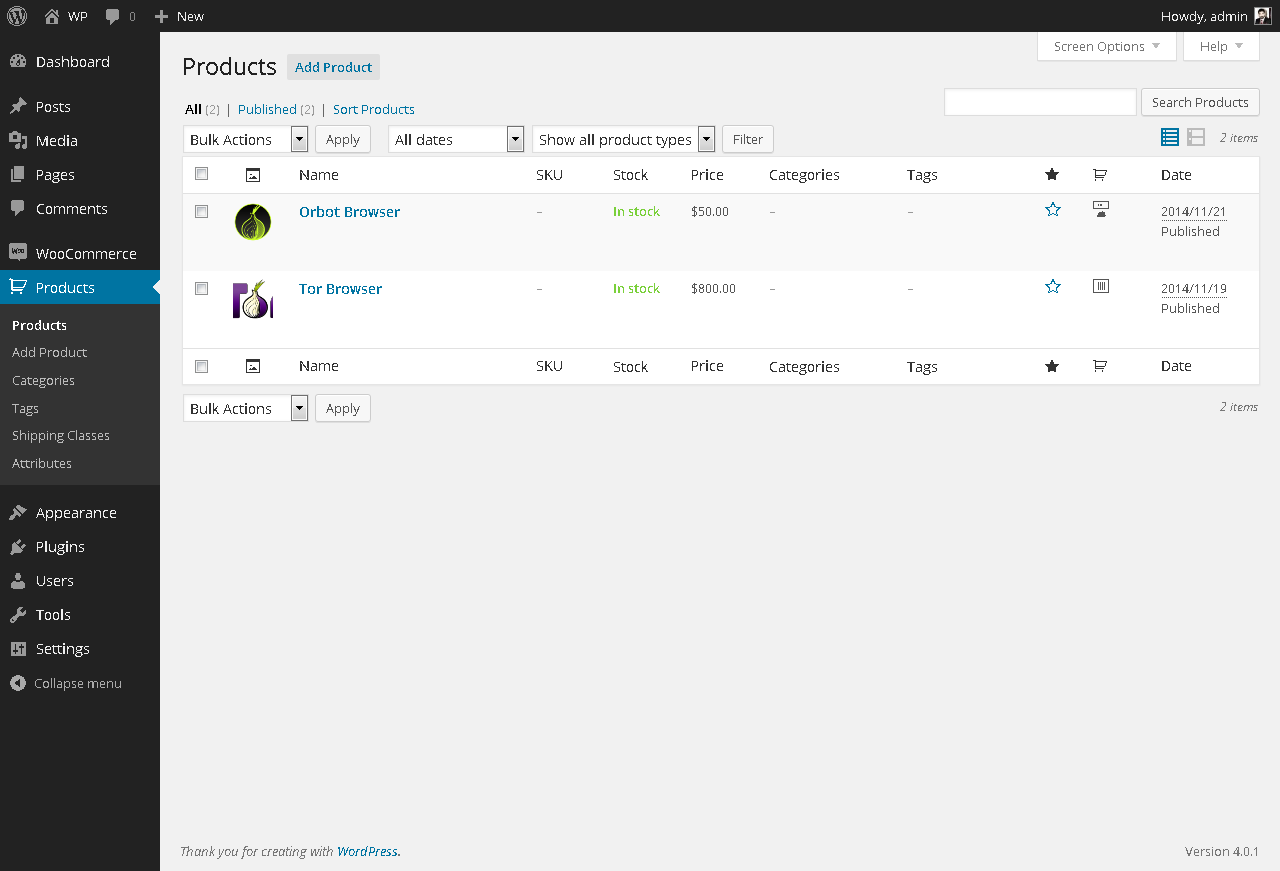 WP 0 New Howdy, admin
Screen Options Help
Dashboard
Posts
Media
Pages
Comments
WooCommerce
Products
Products
Add Product
Categories
Tags
Shipping Classes
Attributes
Appearance
Plugins
Users
Tools
Settings
Collapse menu
Products Add Product
All (2) | Published (2) | Sort Products
Search Products
Bulk Actions Apply All dates Show all product types Filter 2 items
Name SKU Stock Price Categories Tags Date
Orbot Browser – In stock $50.00 – – 2014/11/21
Published
Tor Browser – In stock $800.00 – – 2014/11/19
Published
Name SKU Stock Price Categories Tags Date
Bulk Actions Apply 2 items
Thank you for creating with WordPress. Version 4.0.1